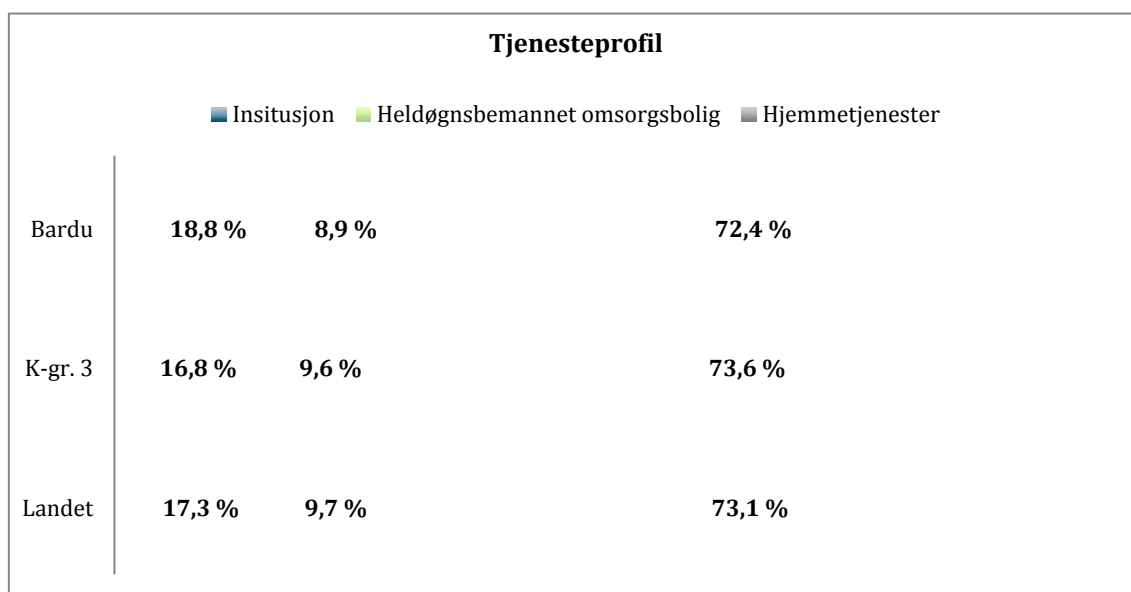 Tjenesteprofil
Insitusjon Heldøgnsbemannet omsorgsbolig Hjemmetjenester
Bardu 18,8 % 8,9 % 72,4 %
K-gr. 3 16,8 % 9,6 % 73,6 %
Landet 17,3 % 9,7 % 73,1 %